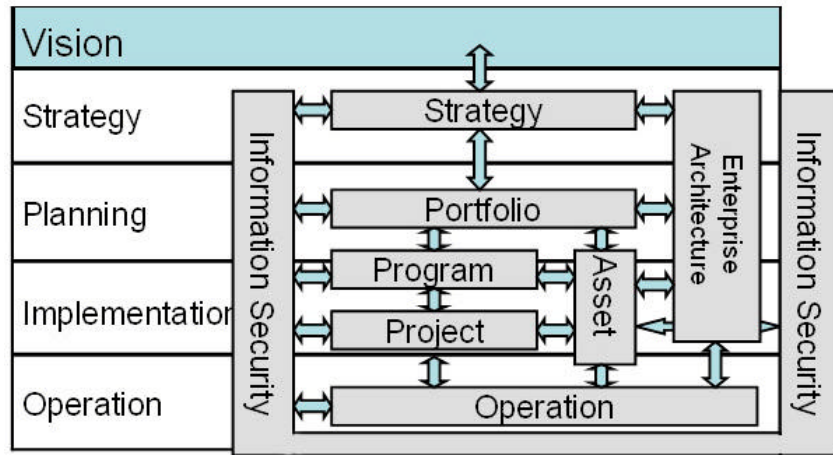 Vision
Strategy
Strategy
Information Security
Enterprise
Architecture
Information Security
Planning
Portfolio
Program
Asset
Implementation
Project
Operation
Operation